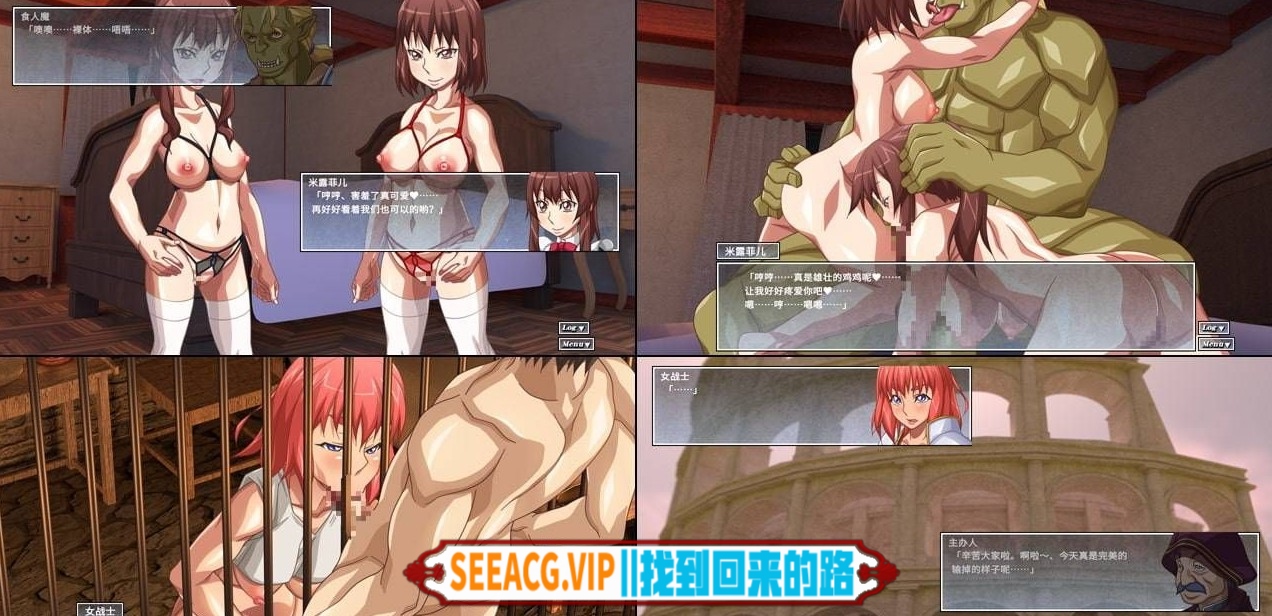 食人魔
「噢噢……裸体……唔唔……」
米露菲儿
「哼哼、害羞了真可爱♥……
再好好看着我们也可以的哟？」
Log
Menu
米露菲儿
「哼哼……真是雄壮的鸡鸡呢♥……
让我好好疼爱你吧♥……
嗯……哼……嗯嗯……」
Log
Menu
女战士
女战士
「……」
主办人
「辛苦大家啦。啊啦～、今天真是完美的
输掉的样子呢……」
SEEACG.VIP||找到回来的路